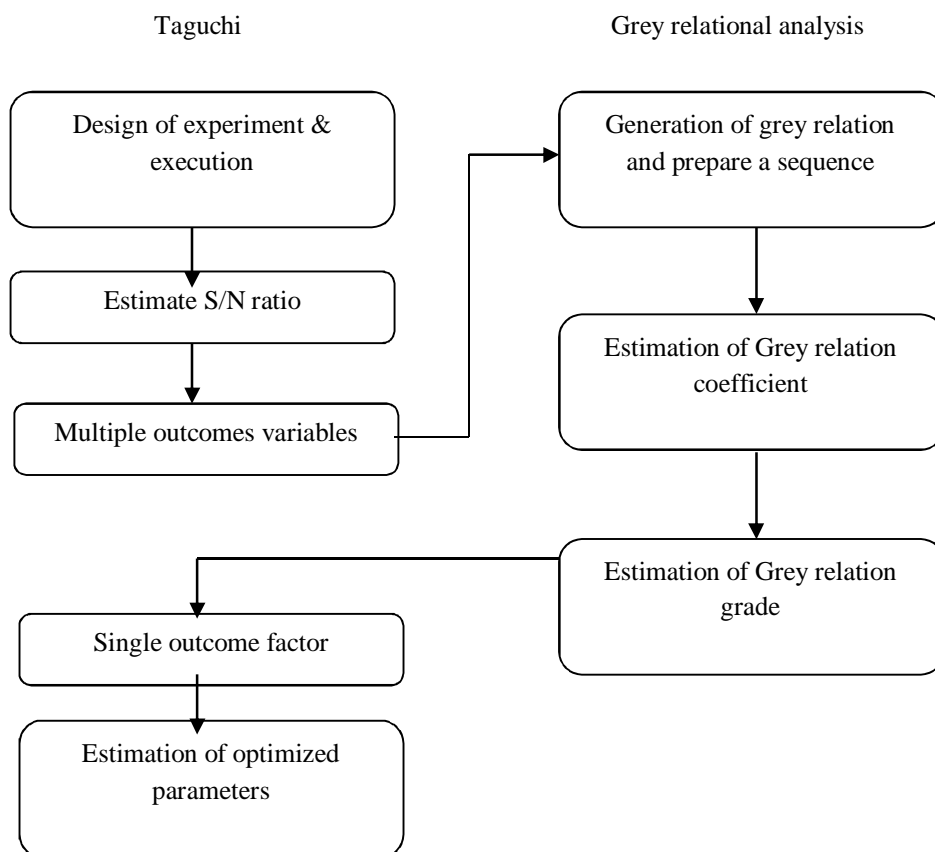 Taguchi
Grey relational analysis
Design of experiment &
execution
Estimate S/N ratio
Multiple outcomes variables
Generation of grey relation
and prepare a sequence
Estimation of Grey relation
coefficient
Estimation of Grey relation
grade
Single outcome factor
Estimation of optimized
parameters